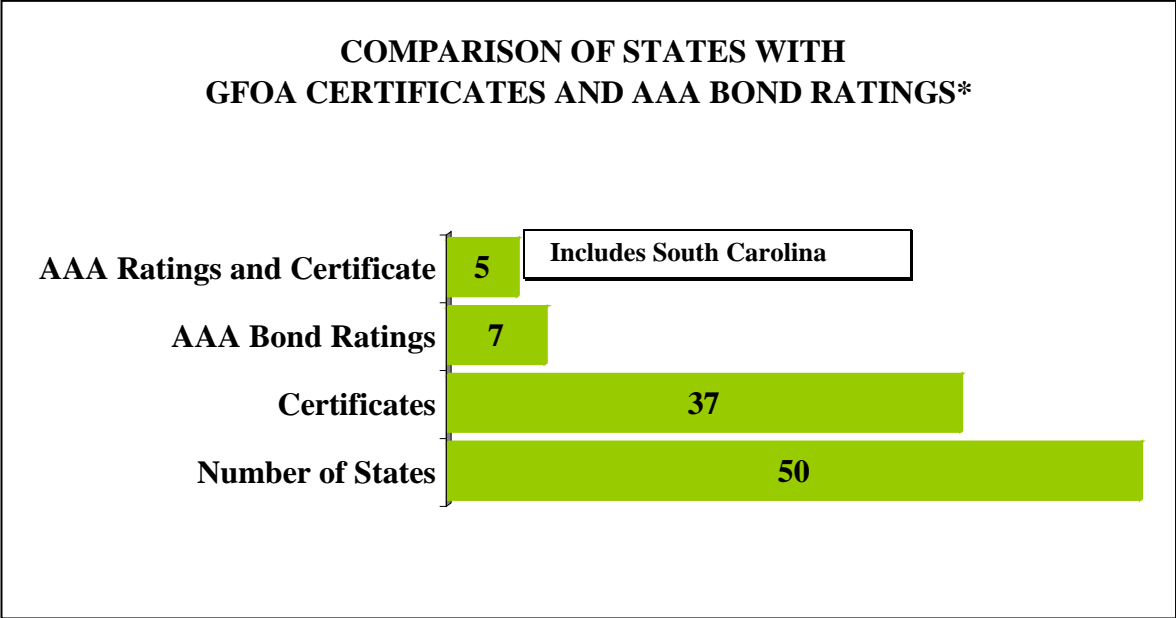 COMPARISON OF STATES WITH
GFOA CERTIFICATES AND AAA BOND RATINGS*
AAA Ratings and Certificate 5 Includes South Carolina
AAA Bond Ratings 7
Certificates 37
Number of States 50